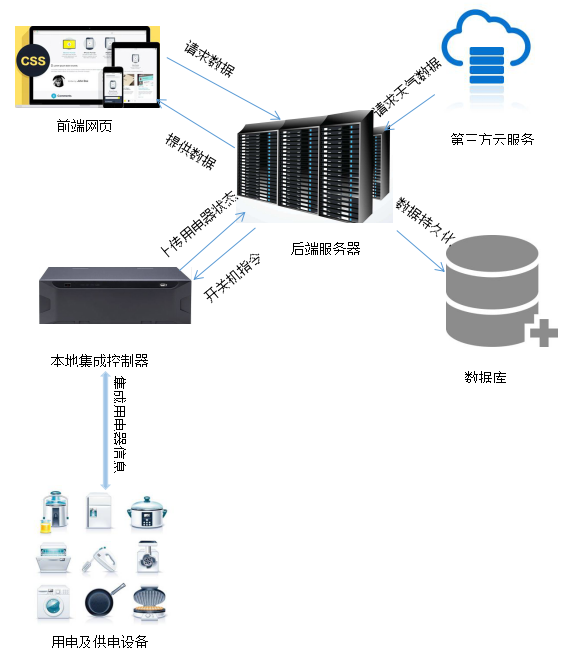 CSS
请求数据
请求天气数据
前端网页
第三方云服务
提供数据
上传用电器状态
数据持久化
后端服务器
开关机指令
本地集成控制器
数据库
集成用电器信息
用电及供电设备